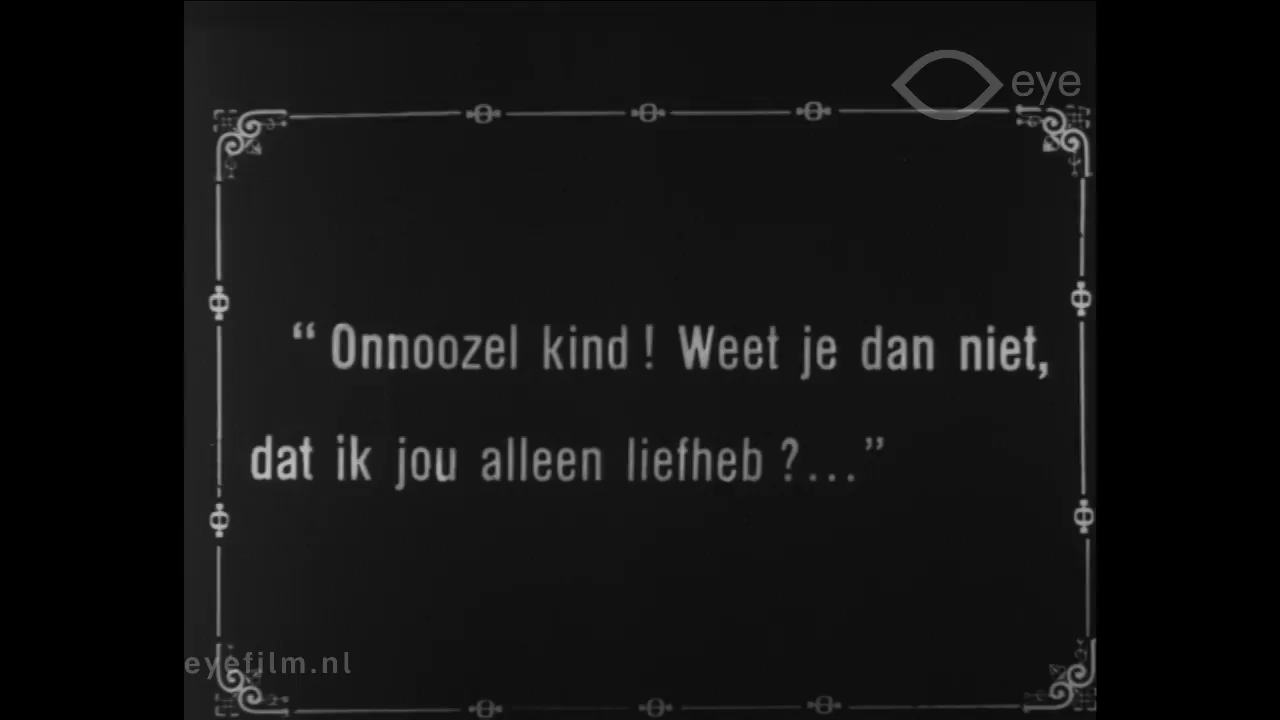 eye
“ Onnoozel kind ! Weet je dan niet,
dat ik jou alleen liefheb ?...”
eyefilm.nl